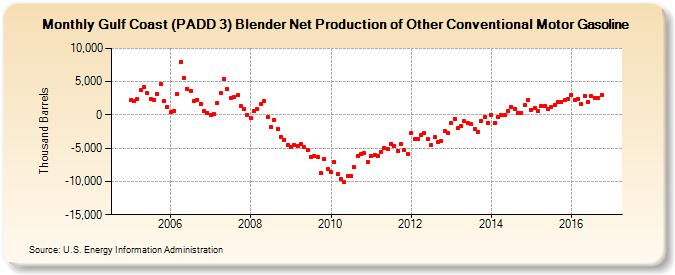 Monthly Gulf Coast (PADD 3) Blender Net Production of Other Conventional Motor Gasoline
Thousand Barrels
10,000
5,000
0
-5,000
-10,000
-15,000
2006 2008 2010 2012 2014 2016
Source: U.S. Energy Information Administration